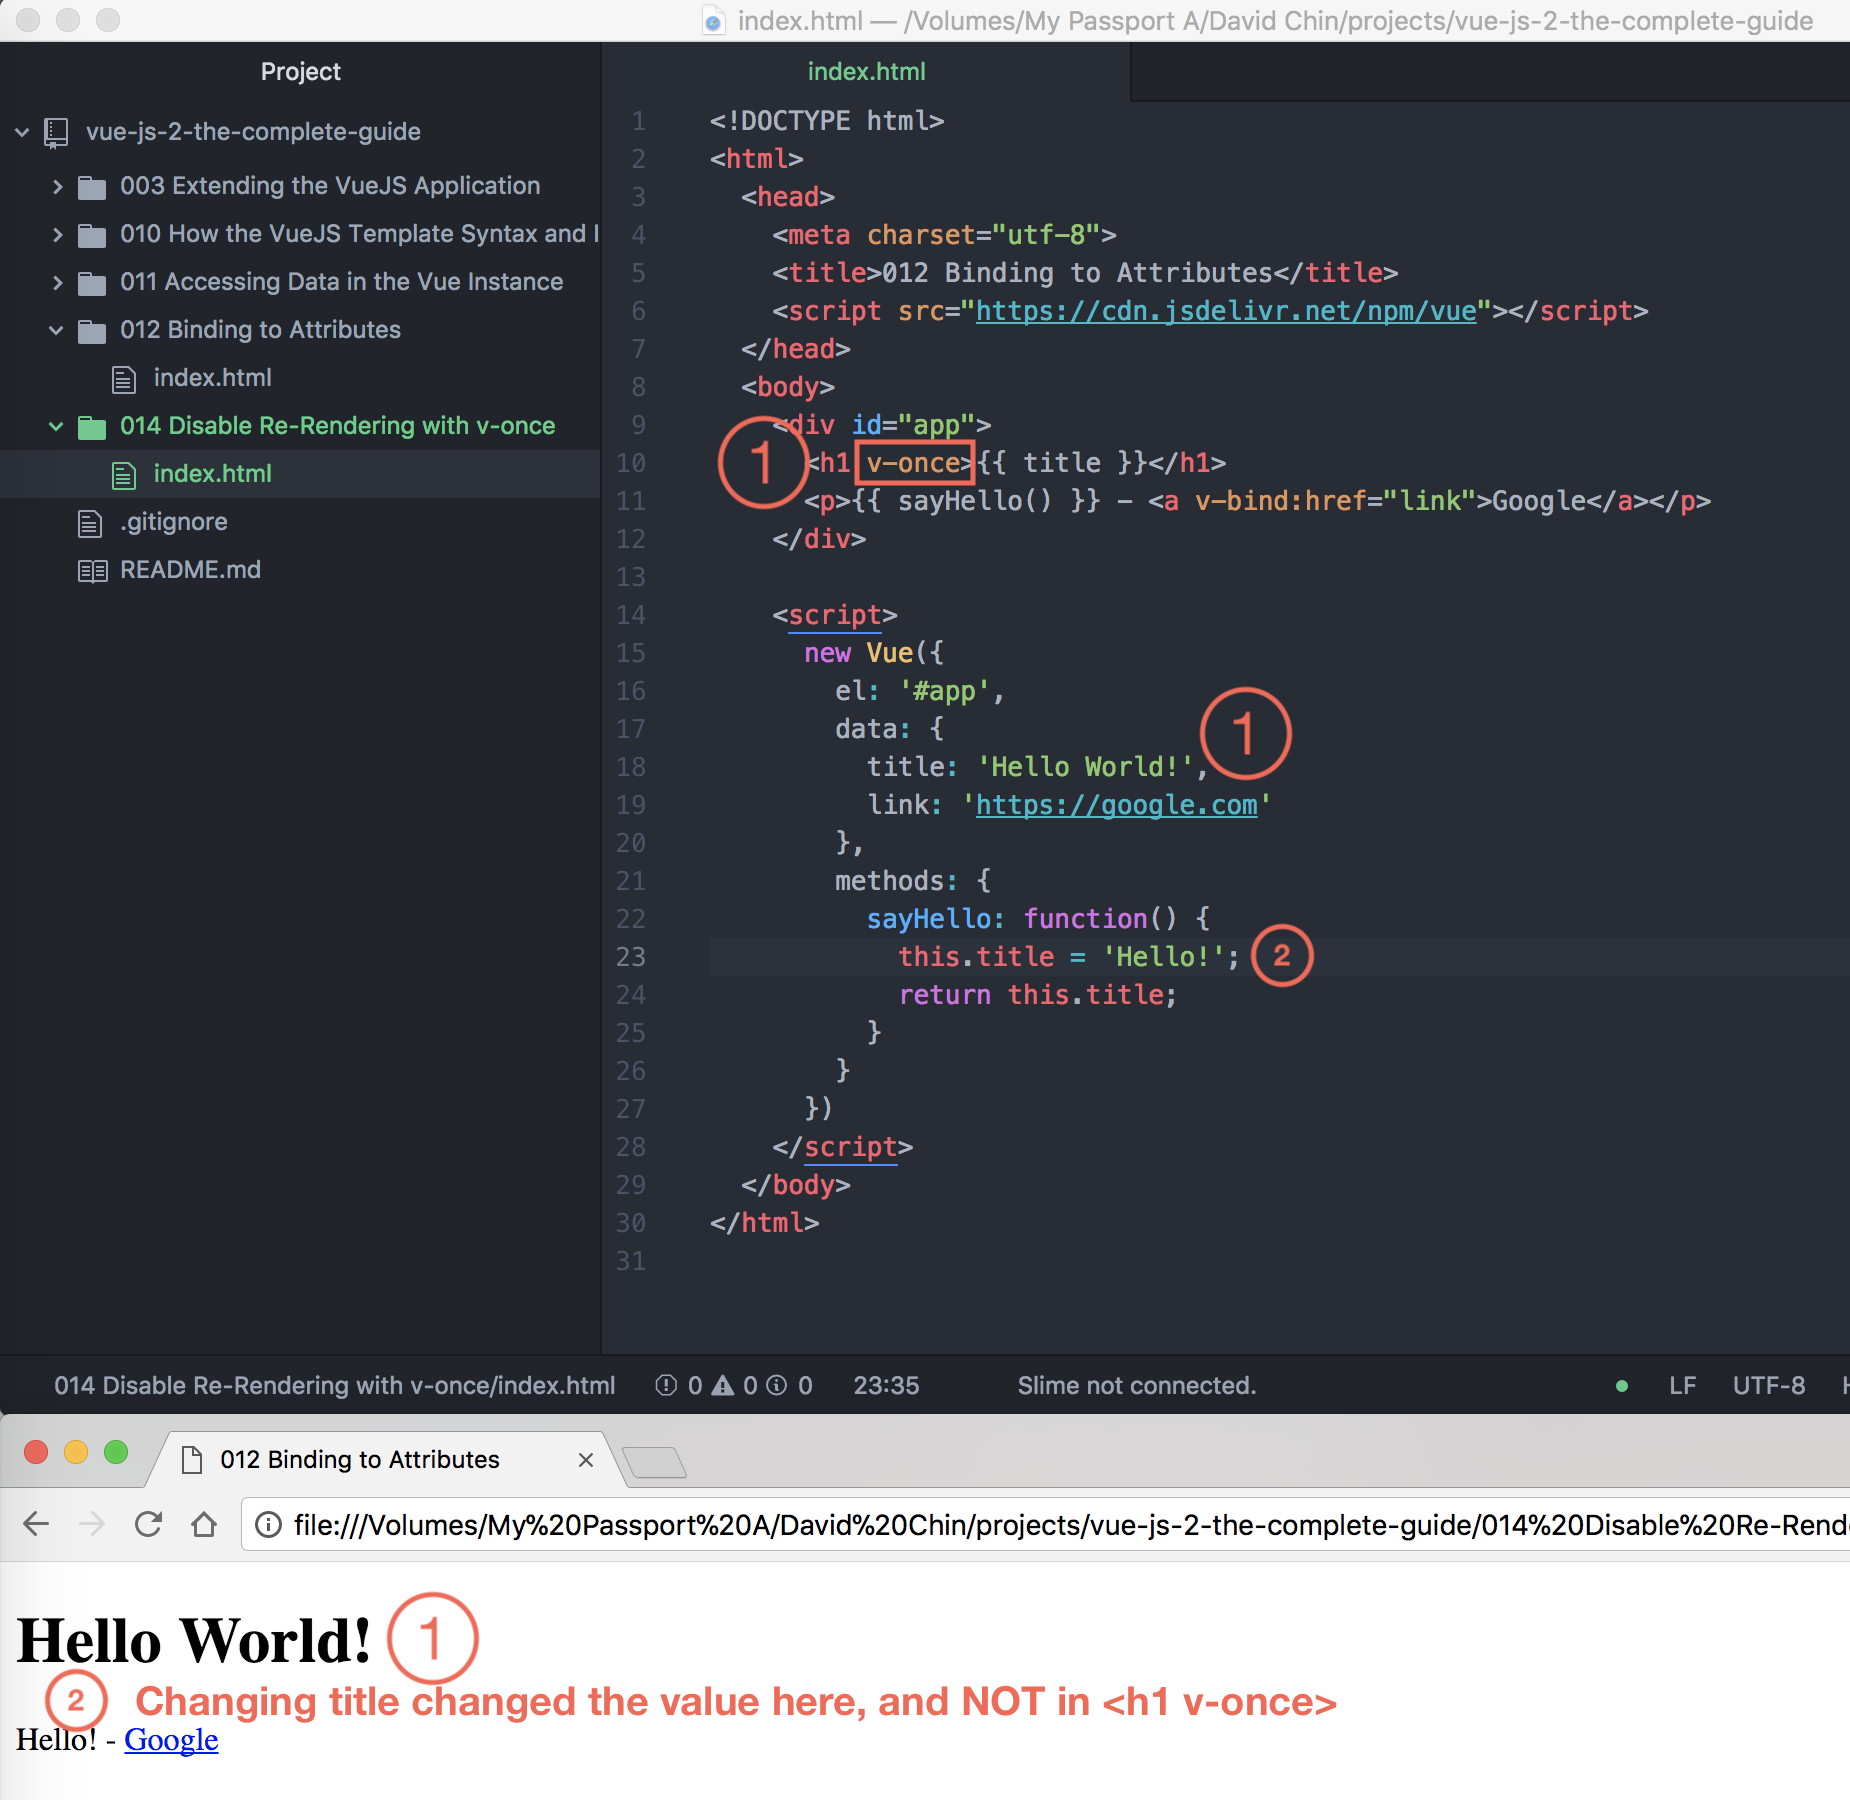 index.html — /Volumes/My Passport A/David Chin/projects/vue-js-2-the-complete-guide
Project
vue-js-2-the-complete-guide
003 Extending the VueJS Application
010 How the VueJS Template Syntax and I
011 Accessing Data in the Vue Instance
012 Binding to Attributes
index.html
014 Disable Re-Rendering with v-once
index.html
.gitignore
README.md
index.html
1 <!DOCTYPE html>
2 <html>
3 <head>
4 <meta charset="utf-8">
5 <title>012 Binding to Attributes</title>
6 <script src="https://cdn.jsdelivr.net/npm/vue"></script>
7 </head>
8 <body>
9 <div id="app">
10 <h1 v-once>{{ title }}</h1>
1
11 <p>{{ sayHello() }} - <a v-bind:href="link">Google</a></p>
12 </div>
13
14 <script>
15 new Vue({
16 el: '#app',
17 data: {
1
18 title: 'Hello World!',
19 link: 'https://google.com'
20 },
21 methods: {
22 sayHello: function() {
23 this.title = 'Hello!'; 2
24 return this.title;
25 }
26 }
27 })
28 </script>
29 </body>
30 </html>
31
014 Disable Re-Rendering with v-once/index.html 0 0 0 23:35 Slime not connected. LF UTF-8
012 Binding to Attributes
file:///Volumes/My%20Passport%20A/David%20Chin/projects/vue-js-2-the-complete-guide/014%20Disable%20Re-Rend
Hello World! 1
2 Changing title changed the value here, and NOT in <h1 v-once>
Hello! - Google